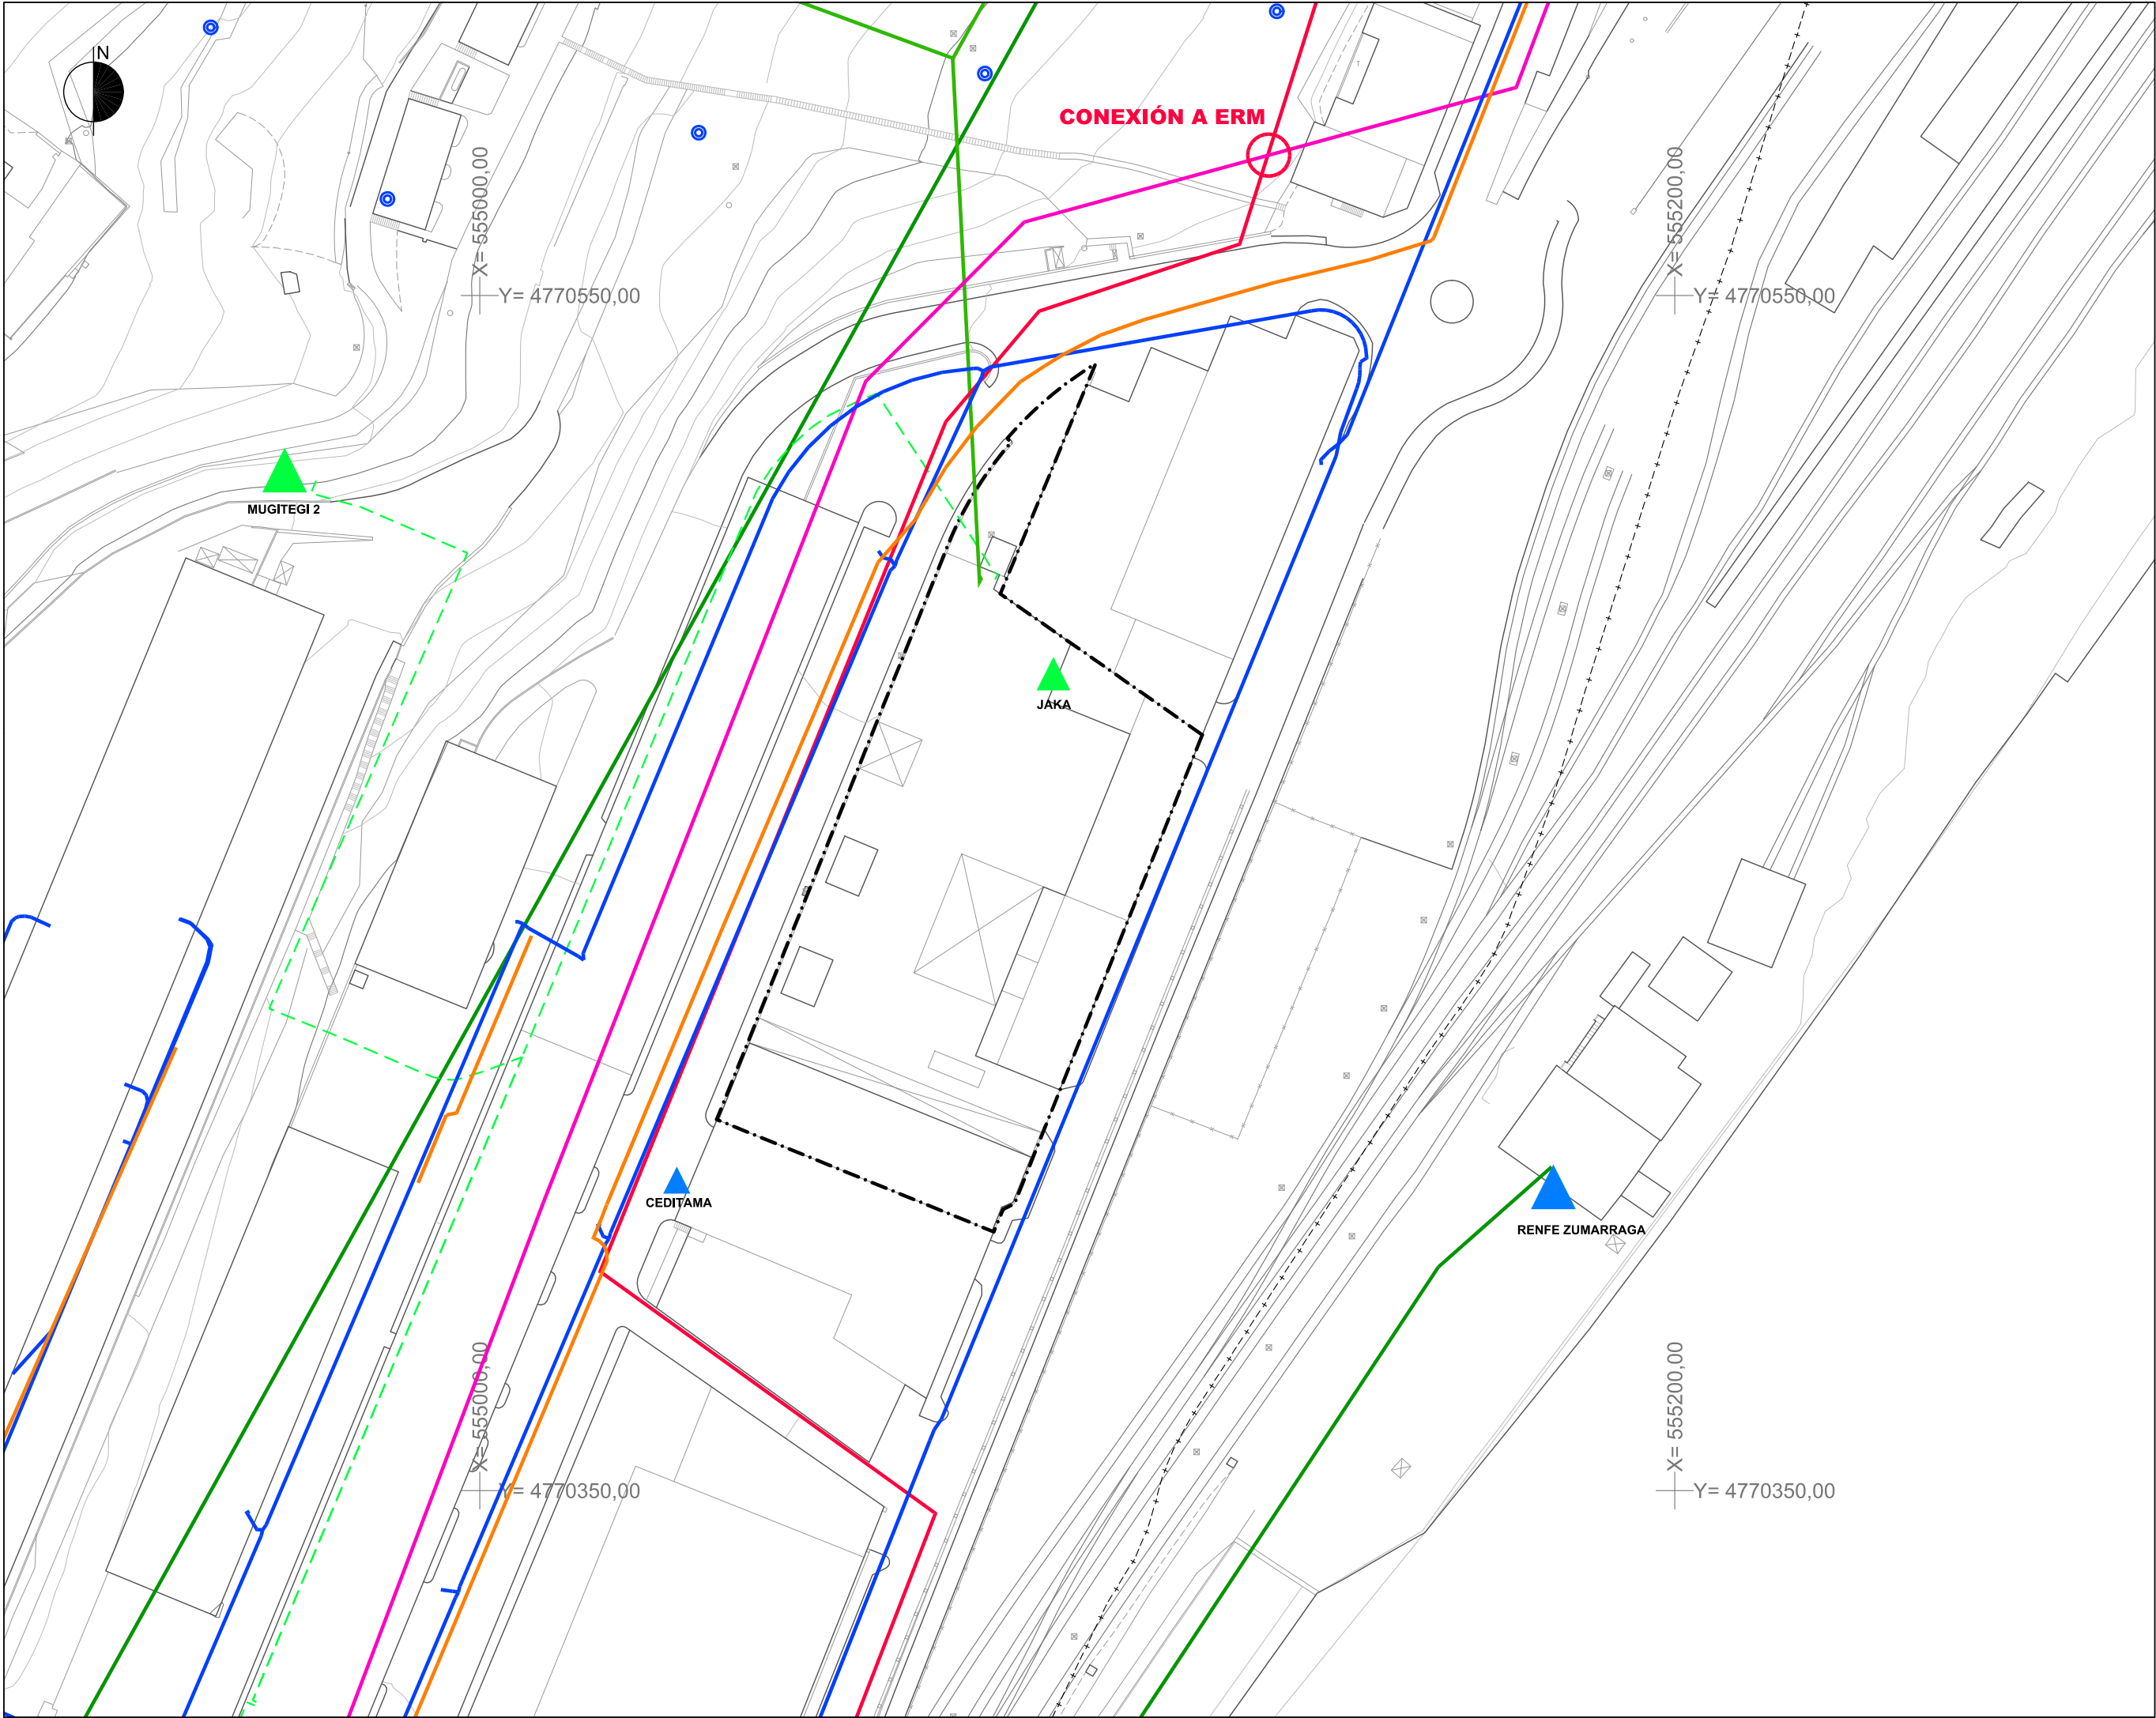 N
CONEXIÓN A ERM
X= 555000,00
Y= 4770550,00
X= 555200,00
Y= 4770550,00
MUGITEGI 2
JAKA
CEDITAMA
RENFE ZUMARRAGA
X= 555000,00
Y= 4770350,00
X= 555200,00
Y= 4770350,00